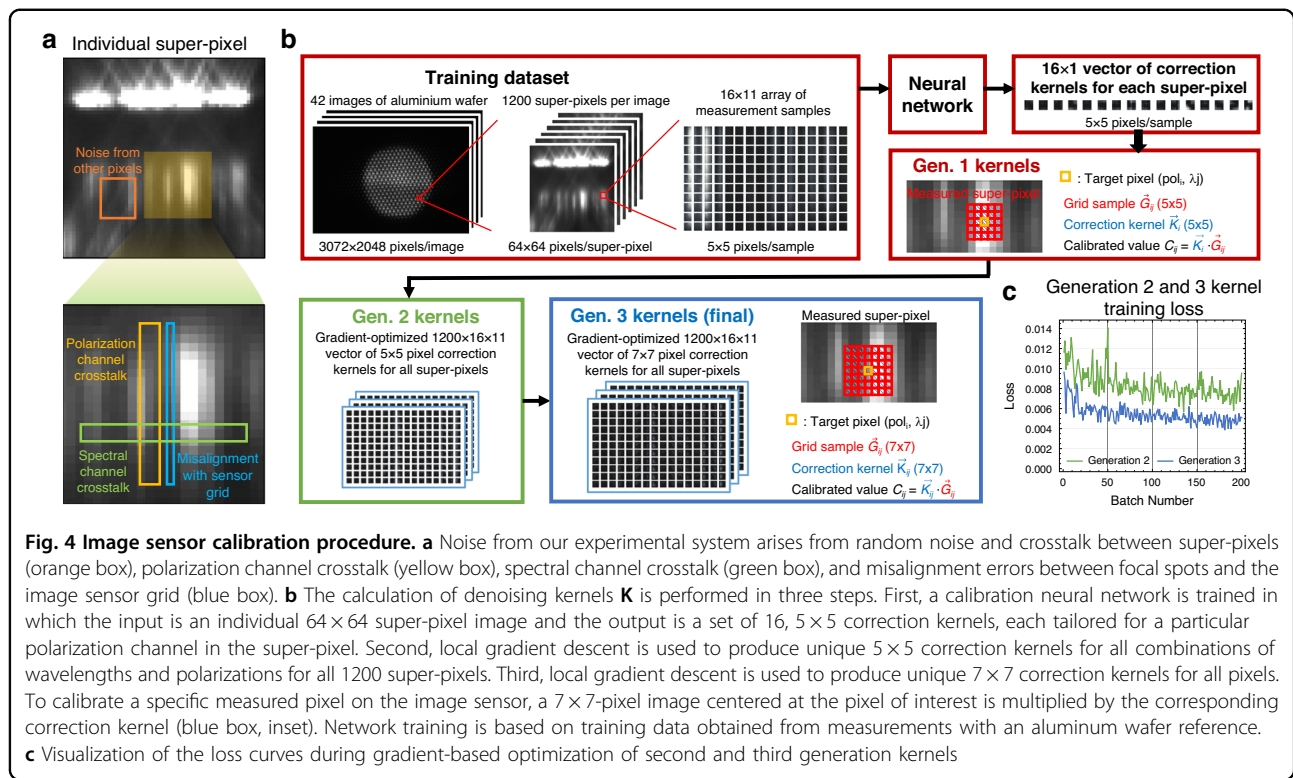 a Individual super-pixel
Noise from
other pixels
Polarization
channel
crosstalk
Spectral
channel
crosstalk
Misalignment
with sensor
grid
b
Training dataset
42 images of aluminium wafer
3072×2048 pixels/image
1200 super-pixels per image
64×64 pixels/super-pixel
16×11 array of
measurement samples
5×5 pixels/sample
Neural
network
16×1 vector of correction
kernels for each super-pixel
5×5 pixels/sample
Gen. 1 kernels
Measured super-pixel
: Target pixel (pol_i, λj)
Grid sample G⃗_ij (5x5)
Correction kernel K⃗_i (5x5)
Calibrated value C_ij = K⃗_i · G⃗_ij
Gen. 2 kernels
Gradient-optimized 1200×16×11
vector of 5×5 pixel correction
kernels for all super-pixels
Gen. 3 kernels (final)
Gradient-optimized 1200×16×11
vector of 7×7 pixel correction
kernels for all super-pixels
Measured super-pixel
: Target pixel (pol_i, λj)
Grid sample G⃗_ij (7x7)
Correction kernel K⃗_ij (7x7)
Calibrated value C_ij = K⃗_ij · G⃗_ij
c Generation 2 and 3 kernel
training loss
Loss
0.014
0.012
0.010
0.008
0.006
0.004
0.002
0.000
Generation 2
Generation 3
0 50 100 150 200
Batch Number
Fig. 4 Image sensor calibration procedure. a Noise from our experimental system arises from random noise and crosstalk between super-pixels
(orange box), polarization channel crosstalk (yellow box), spectral channel crosstalk (green box), and misalignment errors between focal spots and the
image sensor grid (blue box). b The calculation of denoising kernels K is performed in three steps. First, a calibration neural network is trained in
which the input is an individual 64 × 64 super-pixel image and the output is a set of 16, 5 × 5 correction kernels, each tailored for a particular
polarization channel in the super-pixel. Second, local gradient descent is used to produce unique 5 × 5 correction kernels for all combinations of
wavelengths and polarizations for all 1200 super-pixels. Third, local gradient descent is used to produce unique 7 × 7 correction kernels for all pixels.
To calibrate a specific measured pixel on the image sensor, a 7 × 7-pixel image centered at the pixel of interest is multiplied by the corresponding
correction kernel (blue box, inset). Network training is based on training data obtained from measurements with an aluminum wafer reference.
c Visualization of the loss curves during gradient-based optimization of second and third generation kernels